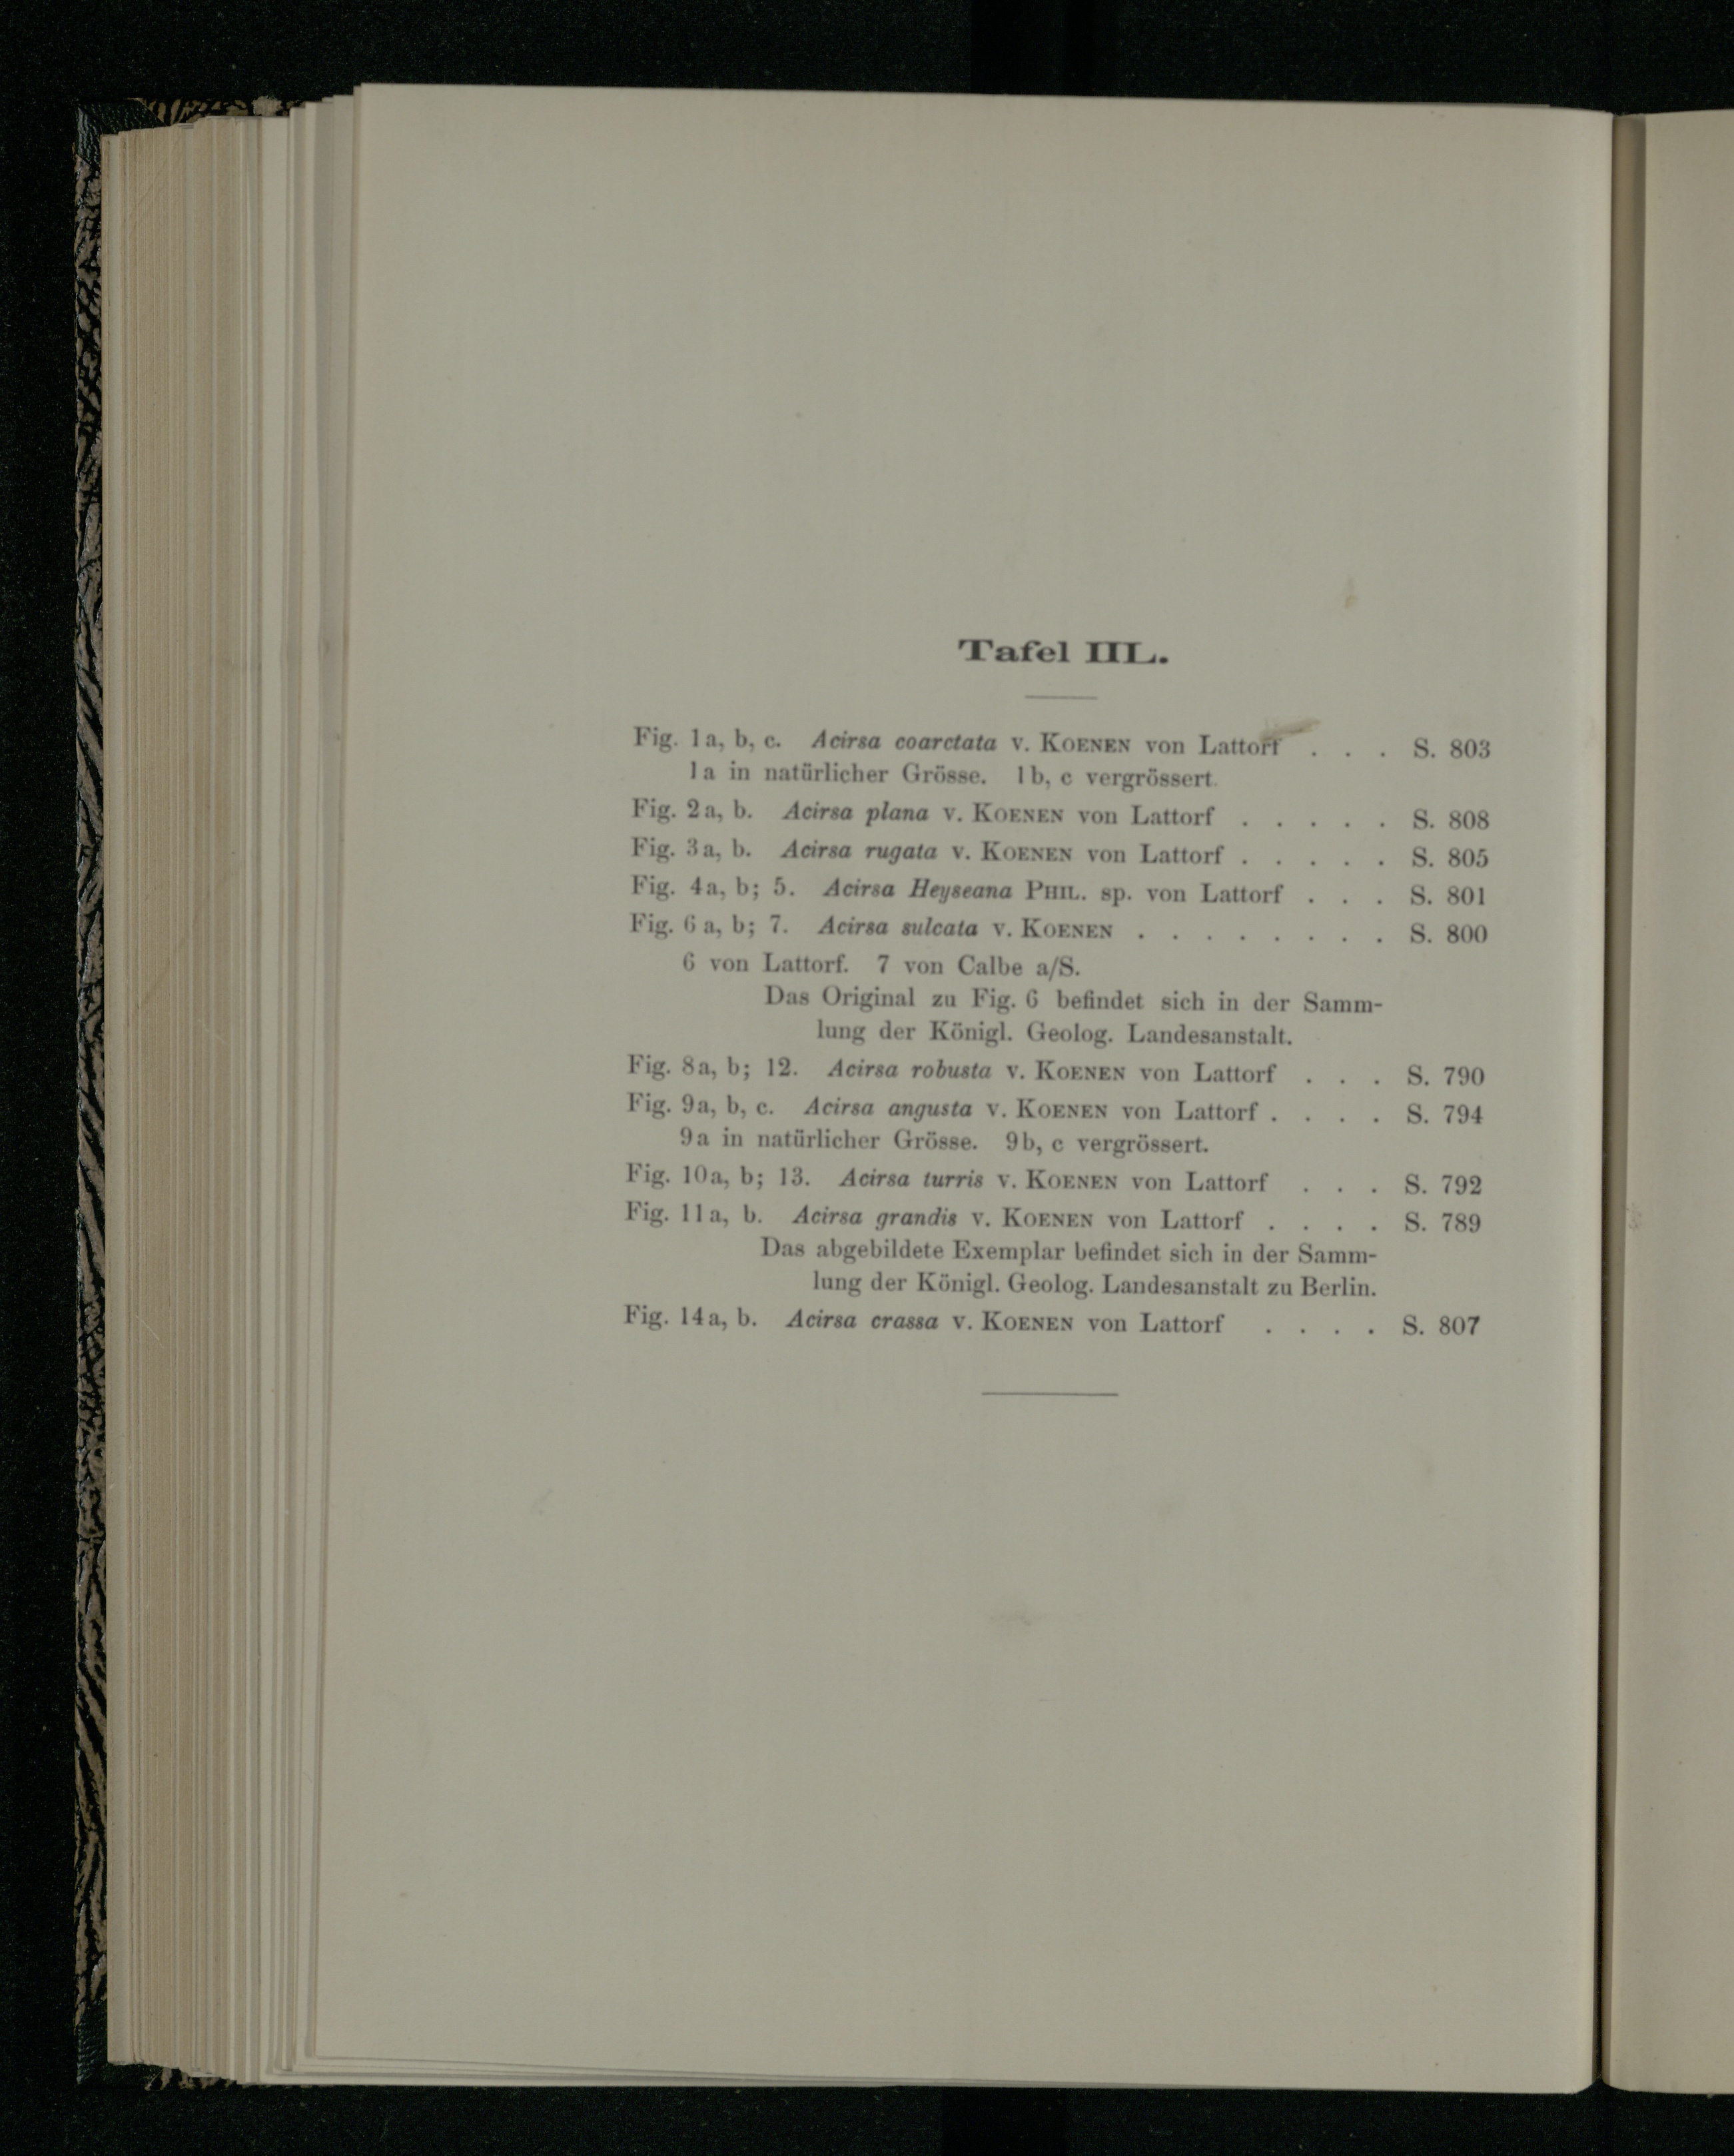 Tafel IIL.
Fig. 1a, b, c. Acirsa coarctata v. Koenen von Lattorf . . . S. 803
1a in natürlicher Grösse. 1b, c vergrössert.
Fig. 2a, b. Acirsa plana v. Koenen von Lattorf . . . . . S. 808
Fig. 3a, b. Acirsa rugata v. Koenen von Lattorf . . . . . S. 805
Fig. 4a, b; 5. Acirsa Heyseana Phil. sp. von Lattorf . . . S. 801
Fig. 6a, b; 7. Acirsa sulcata v. Koenen . . . . . . . . S. 800
6 von Lattorf. 7 von Calbe a/S.
Das Original zu Fig. 6 befindet sich in der Samm-
lung der Königl. Geolog. Landesanstalt.
Fig. 8a, b; 12. Acirsa robusta v. Koenen von Lattorf . . . S. 790
Fig. 9a, b, c. Acirsa angusta v. Koenen von Lattorf . . . . S. 794
9a in natürlicher Grösse. 9b, c vergrössert.
Fig. 10a, b; 13. Acirsa turris v. Koenen von Lattorf . . . S. 792
Fig. 11a, b. Acirsa grandis v. Koenen von Lattorf . . . . S. 789
Das abgebildete Exemplar befindet sich in der Samm-
lung der Königl. Geolog. Landesanstalt zu Berlin.
Fig. 14a, b. Acirsa crassa v. Koenen von Lattorf . . . . S. 807